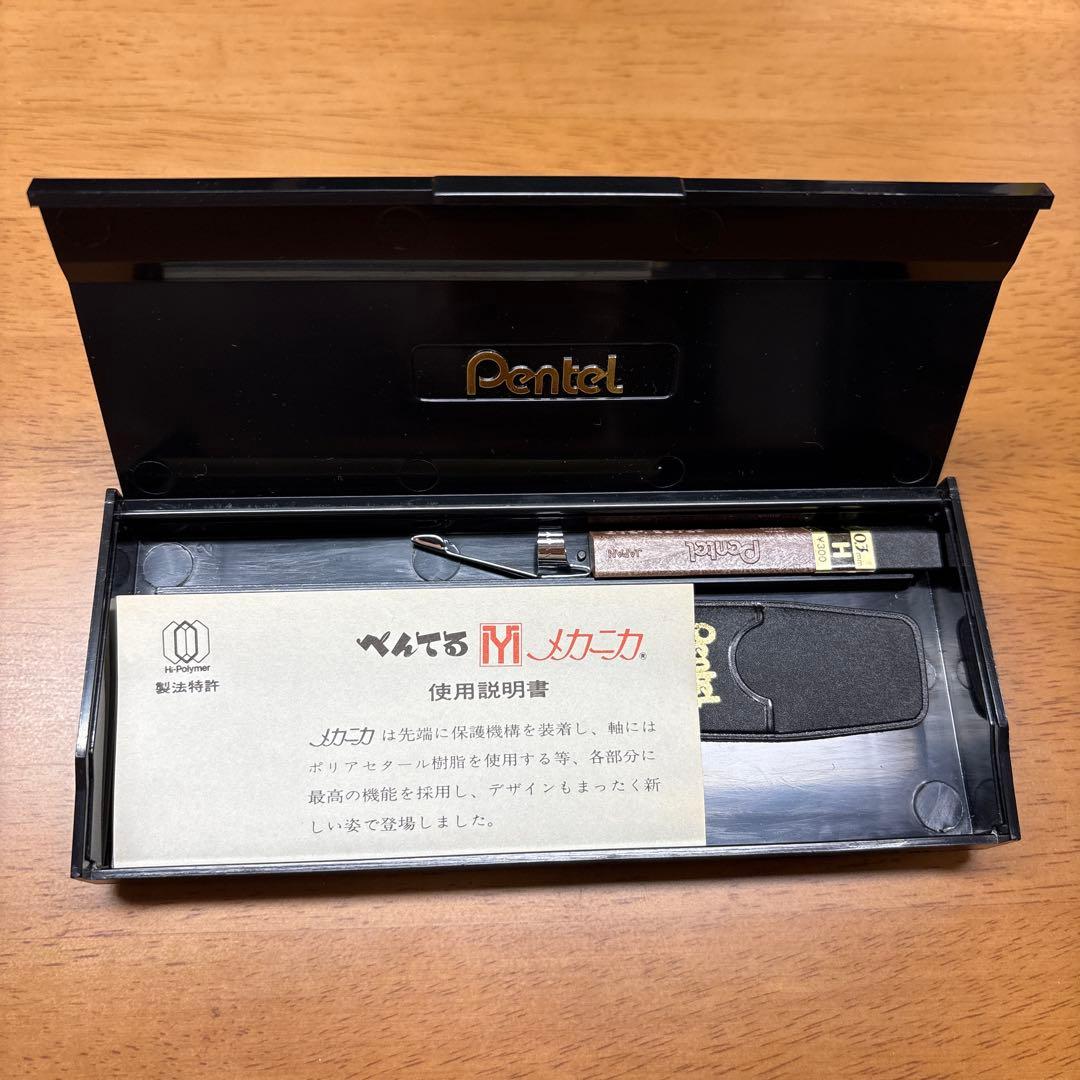 Pentel
Pentel
JAPAN
¥300
H
0.3mm
Pentel
Hi-Polymer
製法特許
ぺんてる M メカニカ®
使用説明書
メカニカは先端に保護機構を装着し、軸には
ポリアセタール樹脂を使用する等、各部分に
最高の機能を採用し、デザインもまったく新
しい姿で登場しました。